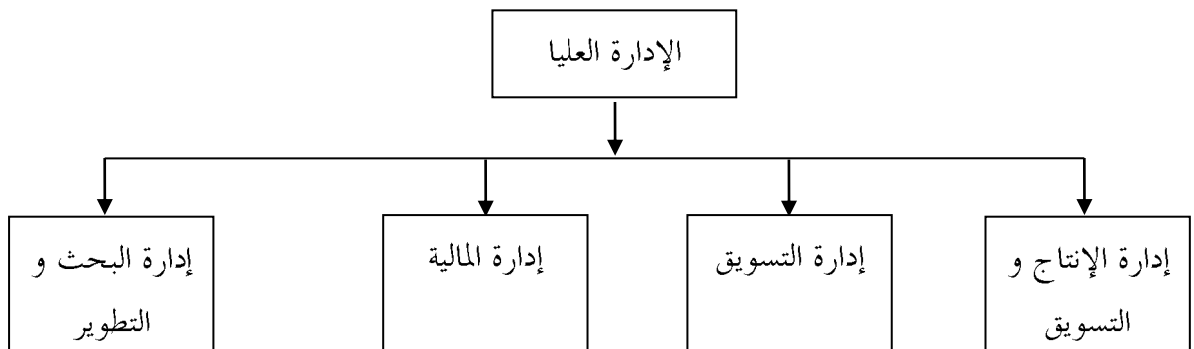 الإدارة العليا
إدارة الإنتاج و
التسويق
إدارة التسويق
إدارة المالية
إدارة البحث و
التطوير